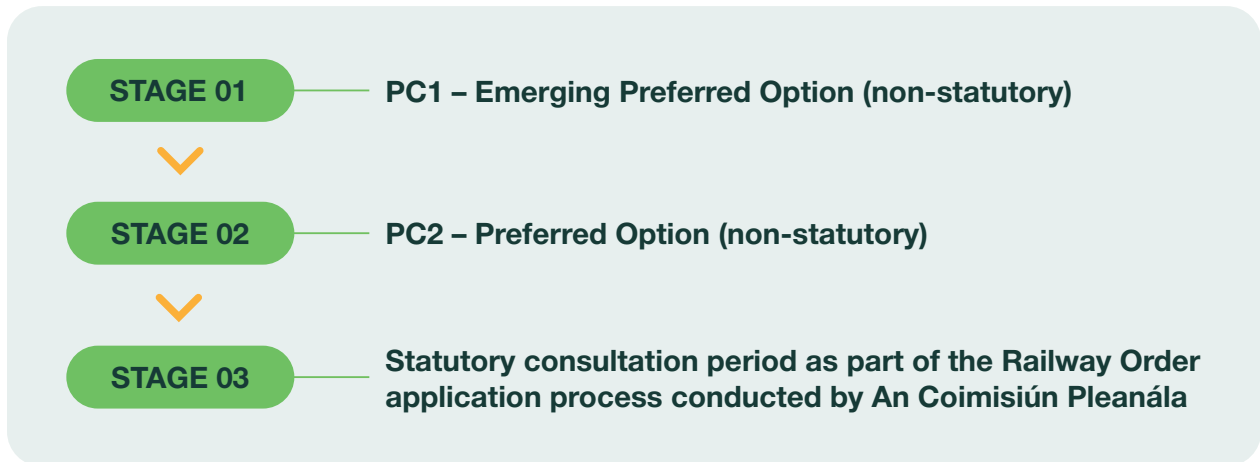 STAGE 01
PC1 – Emerging Preferred Option (non-statutory)
STAGE 02
PC2 – Preferred Option (non-statutory)
STAGE 03
Statutory consultation period as part of the Railway Order
application process conducted by An Coimisiún Pleanála